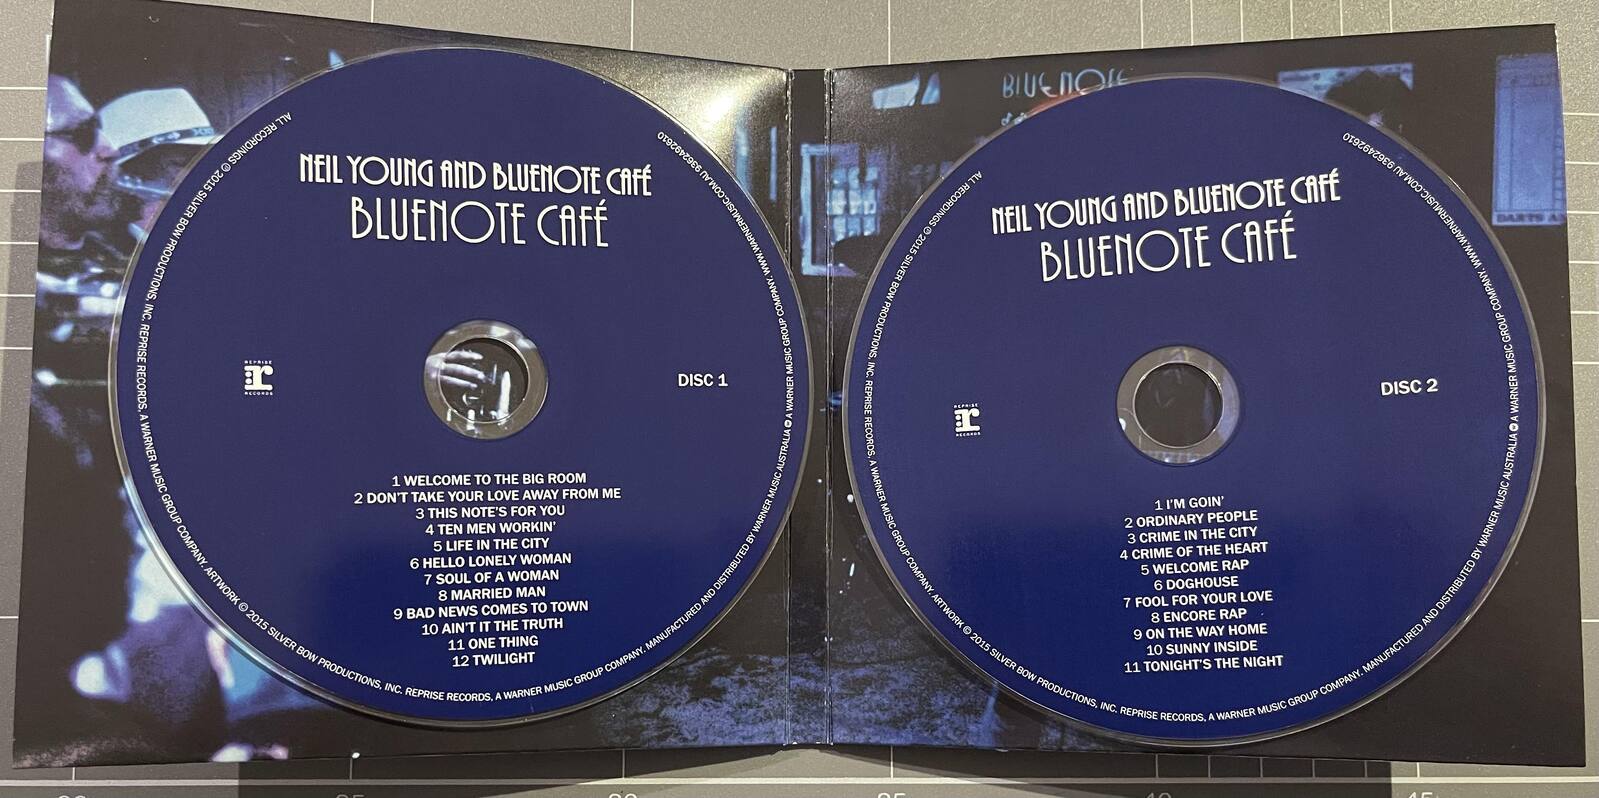 NEIL YOUNG AND BLUENOTE CAFÉ
BLUENOTE CAFÉ
REPRISE
r
RECORDS
DISC 1
1 WELCOME TO THE BIG ROOM
2 DON'T TAKE YOUR LOVE AWAY FROM ME
3 THIS NOTE'S FOR YOU
4 TEN MEN WORKIN'
5 LIFE IN THE CITY
6 HELLO LONELY WOMAN
7 SOUL OF A WOMAN
8 MARRIED MAN
9 BAD NEWS COMES TO TOWN
10 AIN'T IT THE TRUTH
11 ONE THING
12 TWILIGHT
ALL RECORDINGS ℗ 2015 SILVER BOW PRODUCTIONS, INC. REPRISE RECORDS, A WARNER MUSIC GROUP COMPANY. ARTWORK © 2015 SILVER BOW PRODUCTIONS, INC. REPRISE RECORDS, A WARNER MUSIC GROUP COMPANY. MANUFACTURED AND DISTRIBUTED BY WARNER MUSIC AUSTRALIA A WARNER MUSIC GROUP COMPANY. WWW.WARNERMUSIC.COM.AU 9362492610
BLUENOTE
DARTS
NEIL YOUNG AND BLUENOTE CAFÉ
BLUENOTE CAFÉ
REPRISE
r
RECORDS
DISC 2
1 I'M GOIN'
2 ORDINARY PEOPLE
3 CRIME IN THE CITY
4 CRIME OF THE HEART
5 WELCOME RAP
6 DOGHOUSE
7 FOOL FOR YOUR LOVE
8 ENCORE RAP
9 ON THE WAY HOME
10 SUNNY INSIDE
11 TONIGHT'S THE NIGHT
ALL RECORDINGS ℗ 2015 SILVER BOW PRODUCTIONS, INC. REPRISE RECORDS, A WARNER MUSIC GROUP COMPANY. ARTWORK © 2015 SILVER BOW PRODUCTIONS, INC. REPRISE RECORDS, A WARNER MUSIC GROUP COMPANY. MANUFACTURED AND DISTRIBUTED BY WARNER MUSIC AUSTRALIA A WARNER MUSIC GROUP COMPANY. WWW.WARNERMUSIC.COM.AU 9362492610